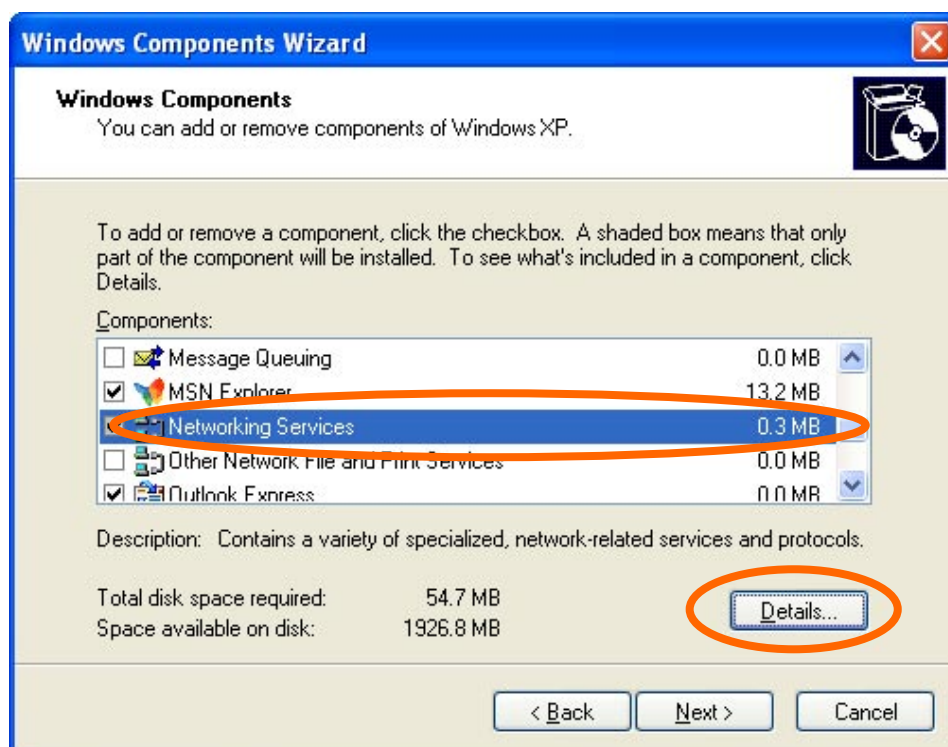 Windows Components Wizard
Windows Components
You can add or remove components of Windows XP.
To add or remove a component, click the checkbox. A shaded box means that only
part of the component will be installed. To see what's included in a component, click
Details.
Components:
Message Queuing 0.0 MB
MSN Explorer 13.2 MB
Networking Services 0.3 MB
Other Network File and Print Services 0.0 MB
Outlook Express 0.0 MB
Description: Contains a variety of specialized, network-related services and protocols.
Total disk space required: 54.7 MB
Space available on disk: 1926.8 MB
Details...
< Back
Next >
Cancel